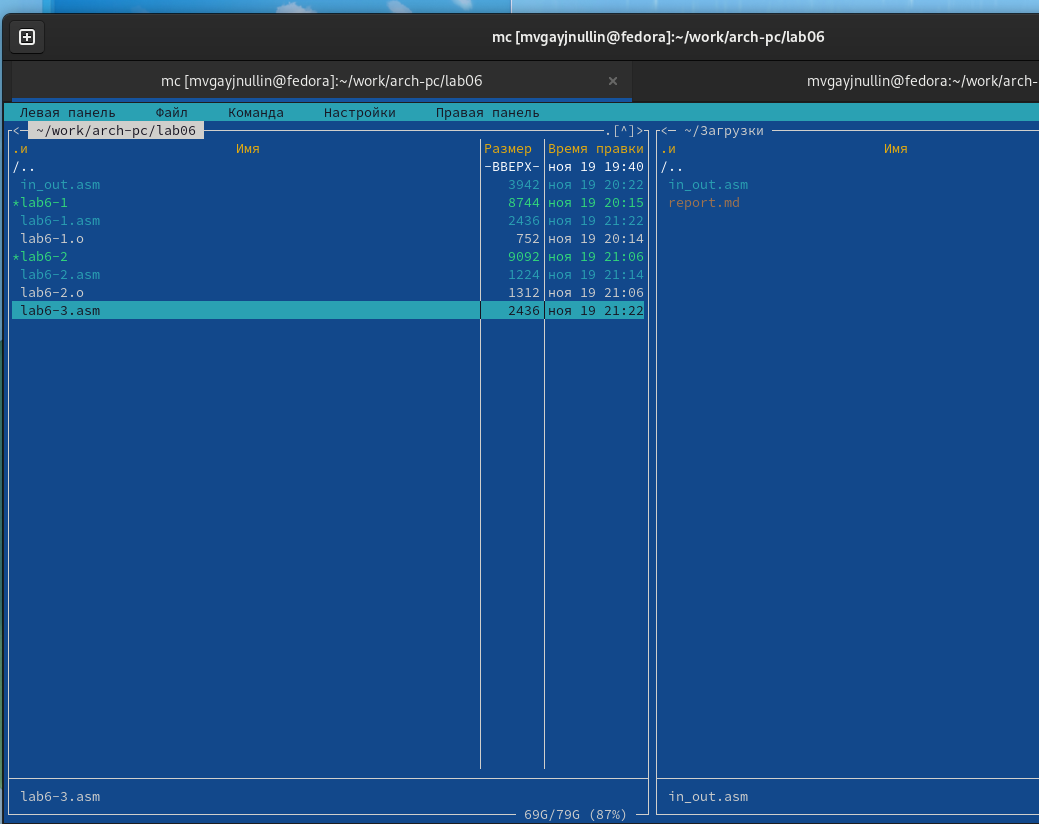 mc [mvgayjnullin@fedora]:~/work/arch-pc/lab06
mc [mvgayjnullin@fedora]:~/work/arch-pc/lab06 × mvgayjnullin@fedora:~/work/arch-
Левая панель Файл Команда Настройки Правая панель
<─ ~/work/arch-pc/lab06 .[^]> <─ ~/Загрузки
.и Имя Размер Время правки .и Имя
/.. -ВВЕРХ- ноя 19 19:40 /..
in_out.asm 3942 ноя 19 20:22 in_out.asm
*lab6-1 8744 ноя 19 20:15 report.md
lab6-1.asm 2436 ноя 19 21:22
lab6-1.o 752 ноя 19 20:14
*lab6-2 9092 ноя 19 21:06
lab6-2.asm 1224 ноя 19 21:14
lab6-2.o 1312 ноя 19 21:06
lab6-3.asm 2436 ноя 19 21:22
lab6-3.asm in_out.asm
69G/79G (87%)